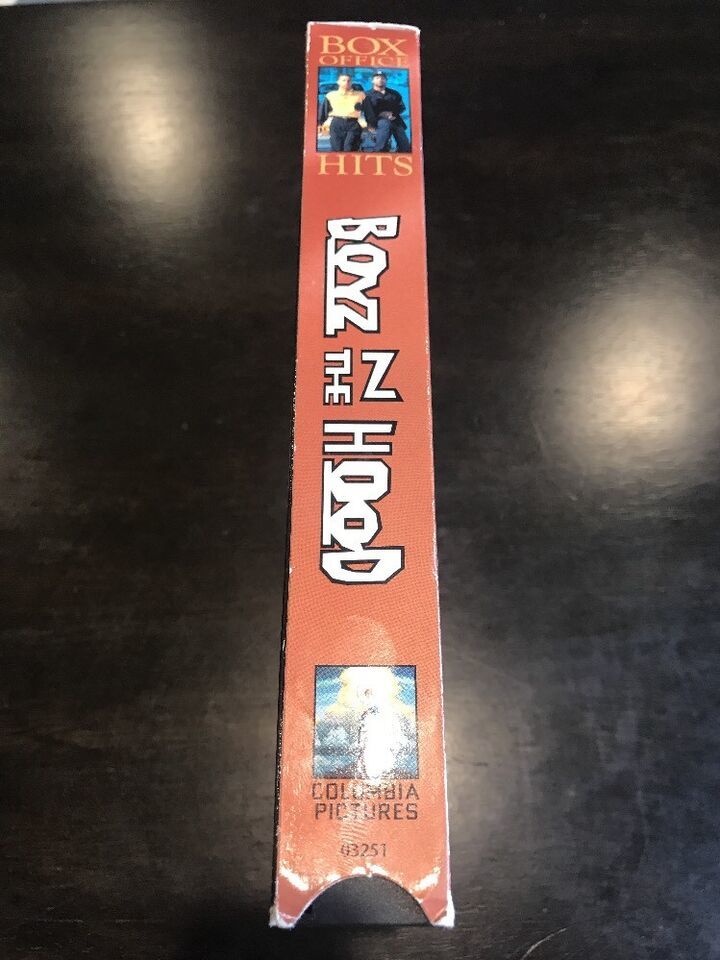 BOX
OFFICE
HITS
BOYZ
N
THE
HOOD
COLUMBIA
PICTURES
03251